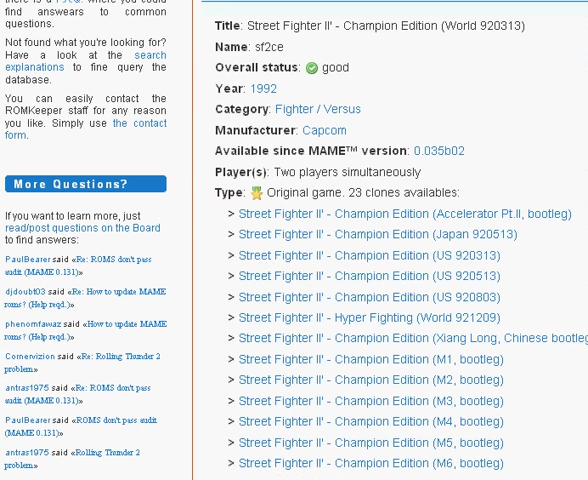 there is a FAQ where you could
find answears to common
questions.
Not found what you're looking for?
Have a look at the search
explanations to fine query the
database.
You can easily contact the
ROMKeeper staff for any reason
you like. Simply use the contact
form.
More Questions?
If you want to learn more, just
read/post questions on the Board
to find answers:
PaulBearer said «Re: ROMS don't pass
audit (MAME 0.131)»
djdoubt03 said «Re: How to update MAME
roms? (Help reqd.)»
phenomfawaz said «How to update MAME
roms? (Help reqd.)»
Cornervizion said «Re: Rolling Thunder 2
problem»
antras1975 said «Re: ROMS don't pass
audit (MAME 0.131)»
PaulBearer said «ROMS don't pass audit
(MAME 0.131)»
antras1975 said «Rolling Thunder 2
problem»
Title: Street Fighter II' - Champion Edition (World 920313)
Name: sf2ce
Overall status: good
Year: 1992
Category: Fighter / Versus
Manufacturer: Capcom
Available since MAME™ version: 0.035b02
Player(s): Two players simultaneously
Type: Original game. 23 clones available:
> Street Fighter II' - Champion Edition (Accelerator Pt.II, bootleg)
> Street Fighter II' - Champion Edition (Japan 920513)
> Street Fighter II' - Champion Edition (US 920313)
> Street Fighter II' - Champion Edition (US 920513)
> Street Fighter II' - Champion Edition (US 920803)
> Street Fighter II' - Hyper Fighting (World 921209)
> Street Fighter II' - Champion Edition (Xiang Long, Chinese bootleg
> Street Fighter II' - Champion Edition (M1, bootleg)
> Street Fighter II' - Champion Edition (M2, bootleg)
> Street Fighter II' - Champion Edition (M3, bootleg)
> Street Fighter II' - Champion Edition (M4, bootleg)
> Street Fighter II' - Champion Edition (M5, bootleg)
> Street Fighter II' - Champion Edition (M6, bootleg)